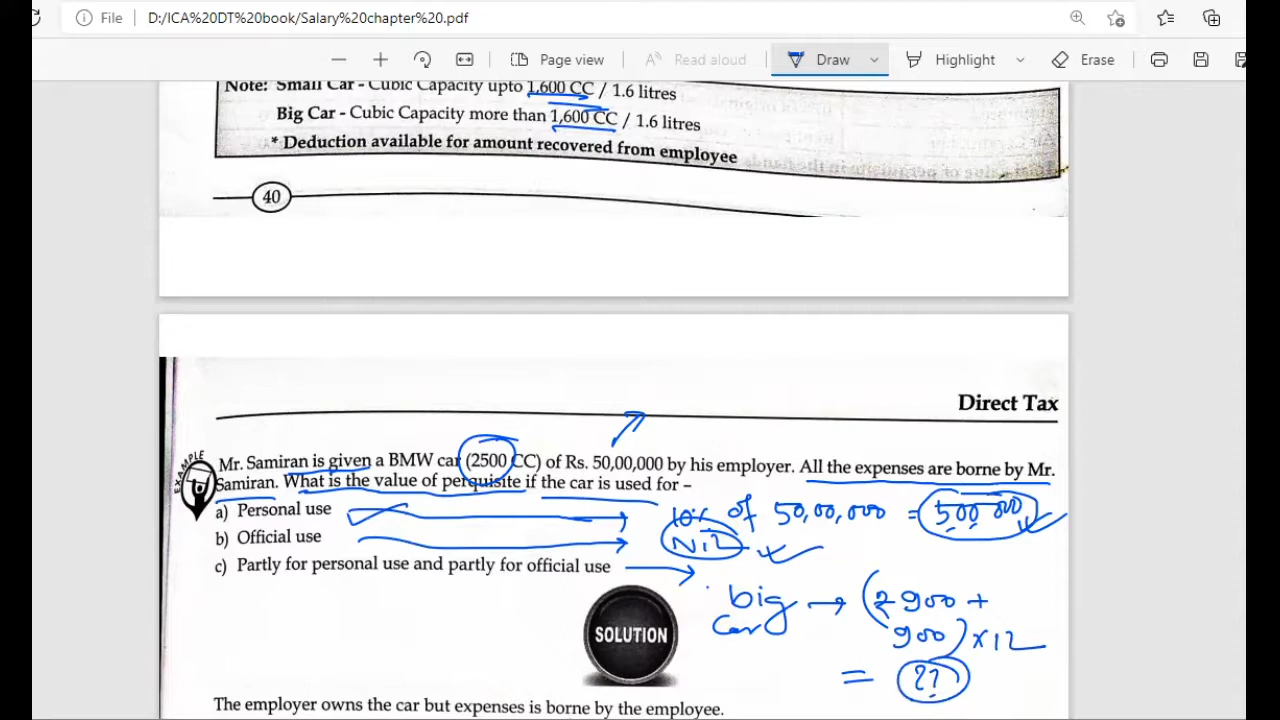 File D:/ICA%20DT%20book/Salary%20chapter%20.pdf
Page view Read aloud Draw Highlight Erase
Note: Small Car - Cubic Capacity upto 1,600 CC / 1.6 litres
Big Car - Cubic Capacity more than 1,600 CC / 1.6 litres
* Deduction available for amount recovered from employee
40
Direct Tax
EXAMPLE
Mr. Samiran is given a BMW car (2500 CC) of Rs. 50,00,000 by his employer. All the expenses are borne by Mr.
Samiran. What is the value of perquisite if the car is used for –
a) Personal use
10% of 50,00,000 = 500 000
b) Official use
Nil
c) Partly for personal use and partly for official use
big car → (2900 +
900) x 12
= ??
SOLUTION
The employer owns the car but expenses is borne by the employee.